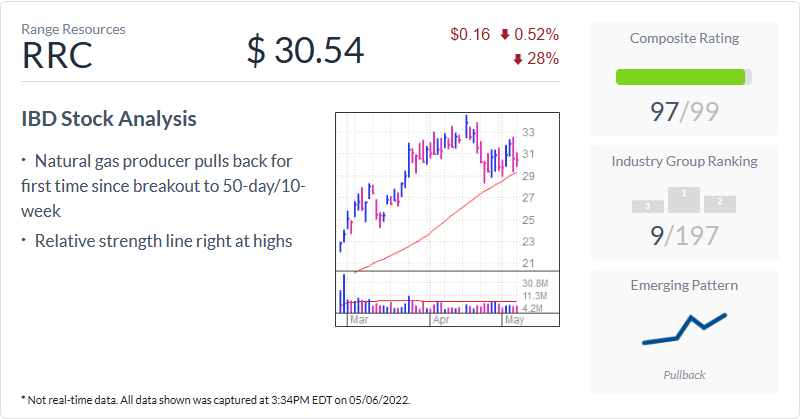 Range Resources
RRC
$ 30.54
$0.16 0.52%
28%
IBD Stock Analysis
· Natural gas producer pulls back for
first time since breakout to 50-day/10-
week
· Relative strength line right at highs
33
31
29
27
25
23
21
30.8M
11.3M
4.2M
Mar Apr May
Composite Rating
97/99
Industry Group Ranking
3 1 2
9/197
Emerging Pattern
Pullback
* Not real-time data. All data shown was captured at 3:34PM EDT on 05/06/2022.